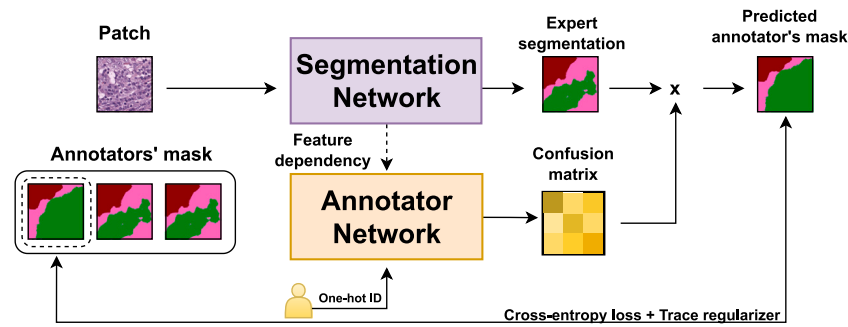 Patch
Segmentation
Network
Expert
segmentation
Predicted
annotator's mask
x
Feature
dependency
Annotators' mask
Annotator
Network
Confusion
matrix
One-hot ID
Cross-entropy loss + Trace regularizer